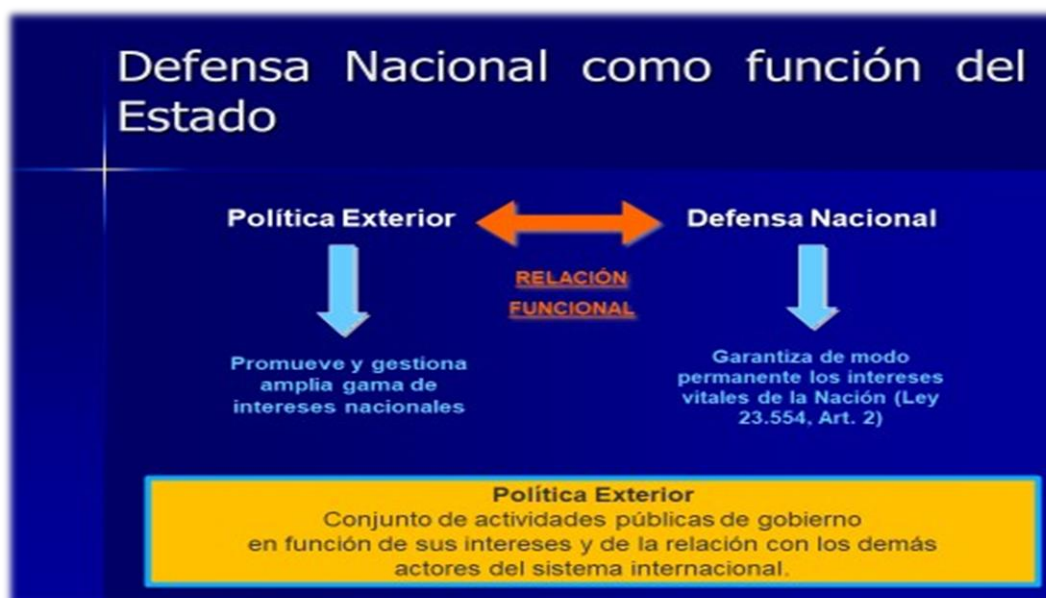 Defensa Nacional como función del
Estado
Política Exterior
Defensa Nacional
RELACIÓN
FUNCIONAL
Promueve y gestiona
amplia gama de
intereses nacionales
Garantiza de modo
permanente los intereses
vitales de la Nación (Ley
23.554, Art. 2)
Política Exterior
Conjunto de actividades públicas de gobierno
en función de sus intereses y de la relación con los demás
actores del sistema internacional.